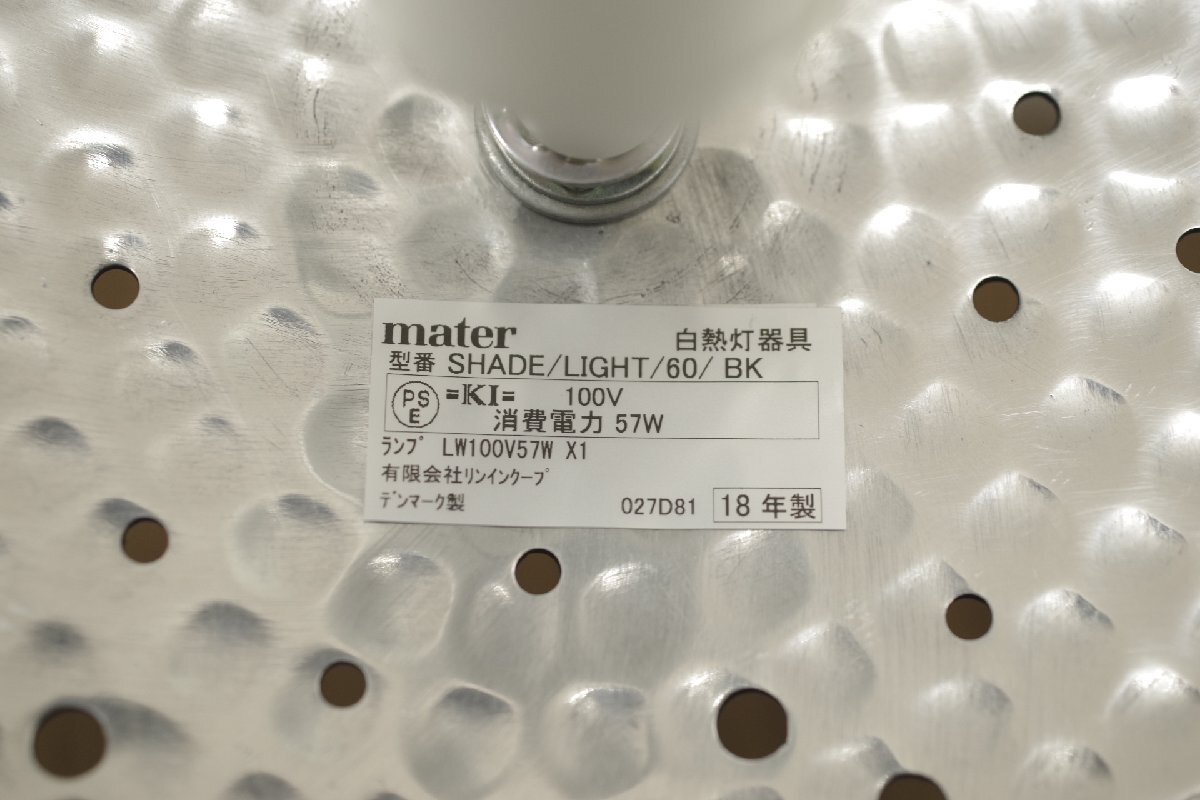 mater 白熱灯器具
型番 SHADE/LIGHT/60/ BK
PS E =KI= 100V
消費電力 57W
ﾗﾝﾌﾟ LW100V57W X1
有限会社ﾘﾝｲﾝｸｰﾌﾟ
ﾃﾞﾝﾏｰｸ製 027D81 18 年製